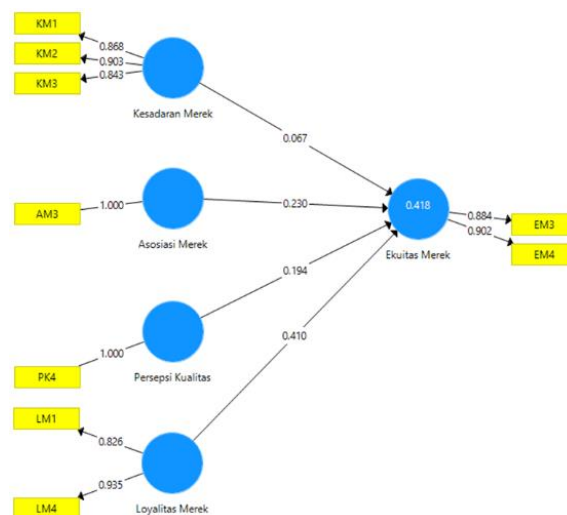 KM1
0.868
KM2
0.903
KM3
0.843
Kesadaran Merek
0.067
AM3
1.000
Asosiasi Merek
0.230
0.418
Ekuitas Merek
0.884
EM3
0.902
EM4
0.194
PK4
1.000
Persepsi Kualitas
0.410
LM1
0.826
0.935
LM4
Loyalitas Merek